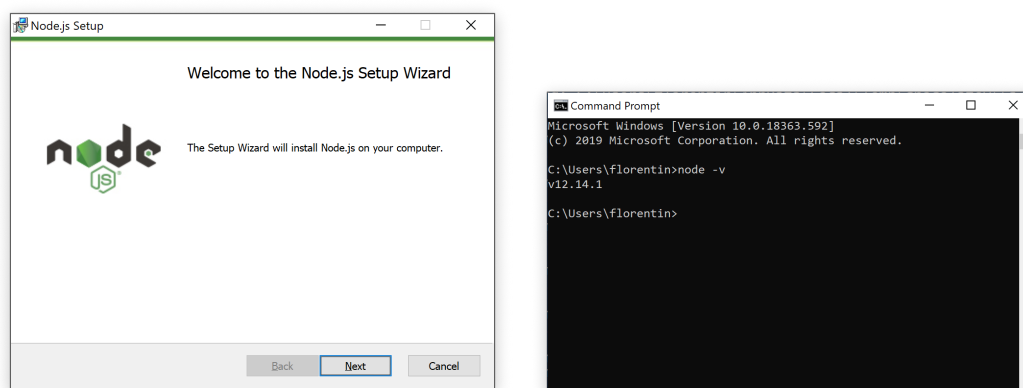 Node.js Setup
Welcome to the Node.js Setup Wizard
node
JS
The Setup Wizard will install Node.js on your computer.
Back
Next
Cancel
Command Prompt
Microsoft Windows [Version 10.0.18363.592]
(c) 2019 Microsoft Corporation. All rights reserved.
C:\Users\florentin>node -v
v12.14.1
C:\Users\florentin>